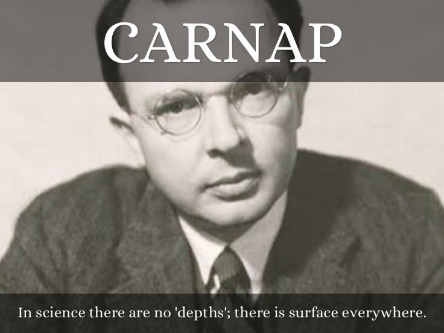 CARNAP
In science there are no 'depths'; there is surface everywhere.